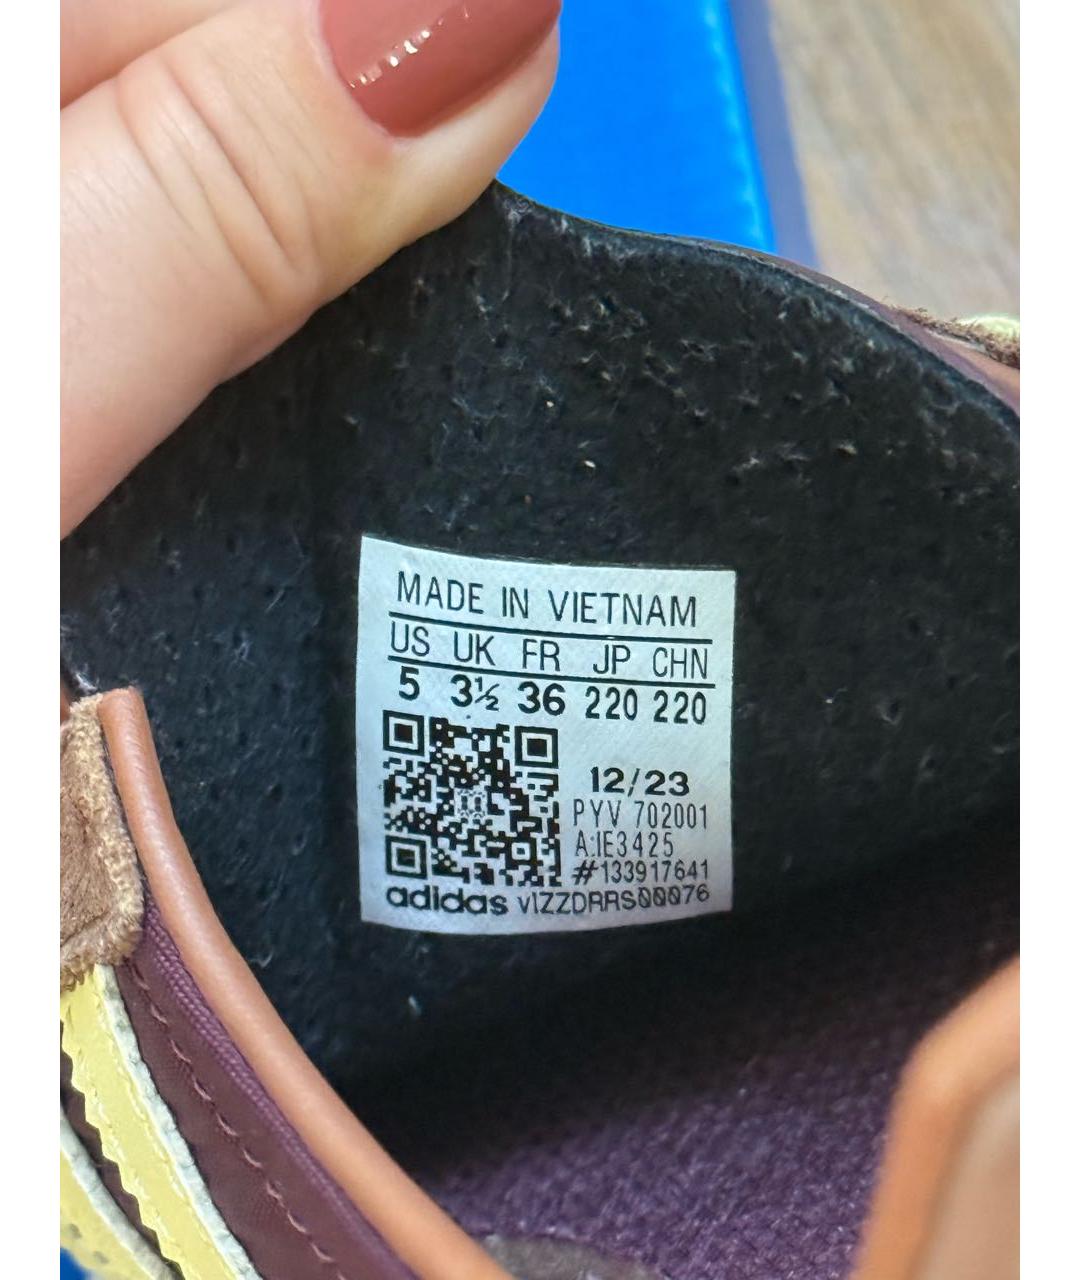 MADE IN VIETNAM
US UK FR JP CHN
5 3½ 36 220 220
12/23
PYV 702001
A:IE3425
#133917641
adidas v1ZZDRRS00076